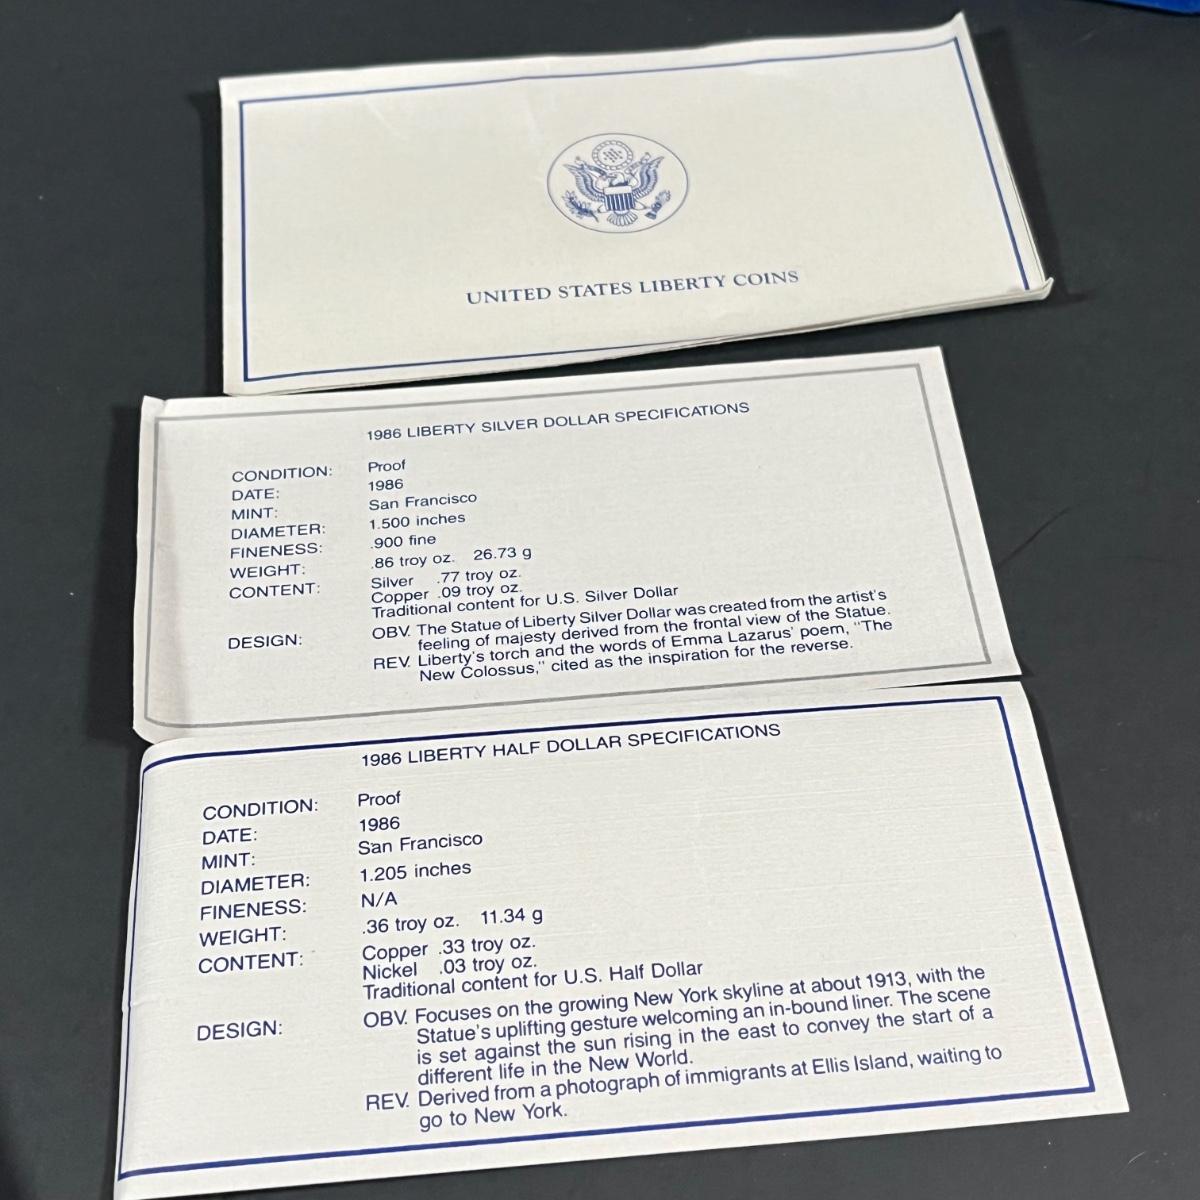 UNITED STATES LIBERTY COINS
1986 LIBERTY SILVER DOLLAR SPECIFICATIONS
CONDITION: Proof
DATE: 1986
MINT: San Francisco
DIAMETER: 1.500 inches
FINENESS: .900 fine
WEIGHT: .86 troy oz. 26.73 g
CONTENT: Silver .77 troy oz.
Copper .09 troy oz.
Traditional content for U.S. Silver Dollar
DESIGN: OBV. The Statue of Liberty Silver Dollar was created from the artist's
feeling of majesty derived from the frontal view of the Statue.
REV. Liberty's torch and the words of Emma Lazarus' poem, "The
New Colossus," cited as the inspiration for the reverse.
1986 LIBERTY HALF DOLLAR SPECIFICATIONS
CONDITION: Proof
DATE: 1986
MINT: San Francisco
DIAMETER: 1.205 inches
FINENESS: N/A
WEIGHT: .36 troy oz. 11.34 g
CONTENT: Copper .33 troy oz.
Nickel .03 troy oz.
Traditional content for U.S. Half Dollar
DESIGN: OBV. Focuses on the growing New York skyline at about 1913, with the
Statue's uplifting gesture welcoming an in-bound liner. The scene
is set against the sun rising in the east to convey the start of a
different life in the New World.
REV. Derived from a photograph of immigrants at Ellis Island, waiting to
go to New York.